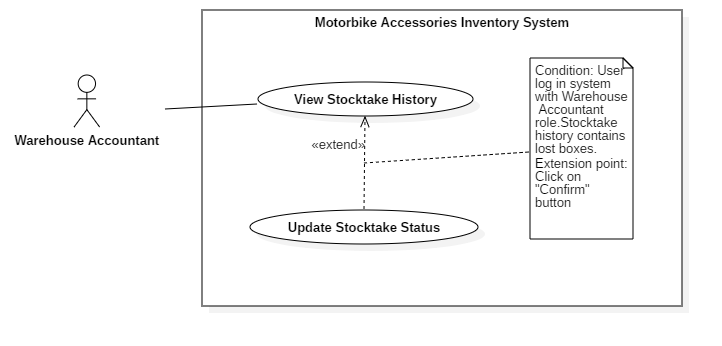 Motorbike Accessories Inventory System
Warehouse Accountant
View Stocktake History
«extend»
Update Stocktake Status
Condition: User
log in system
with Warehouse
Accountant
role.Stocktake
history contains
lost boxes.
Extension point:
Click on
"Confirm"
button